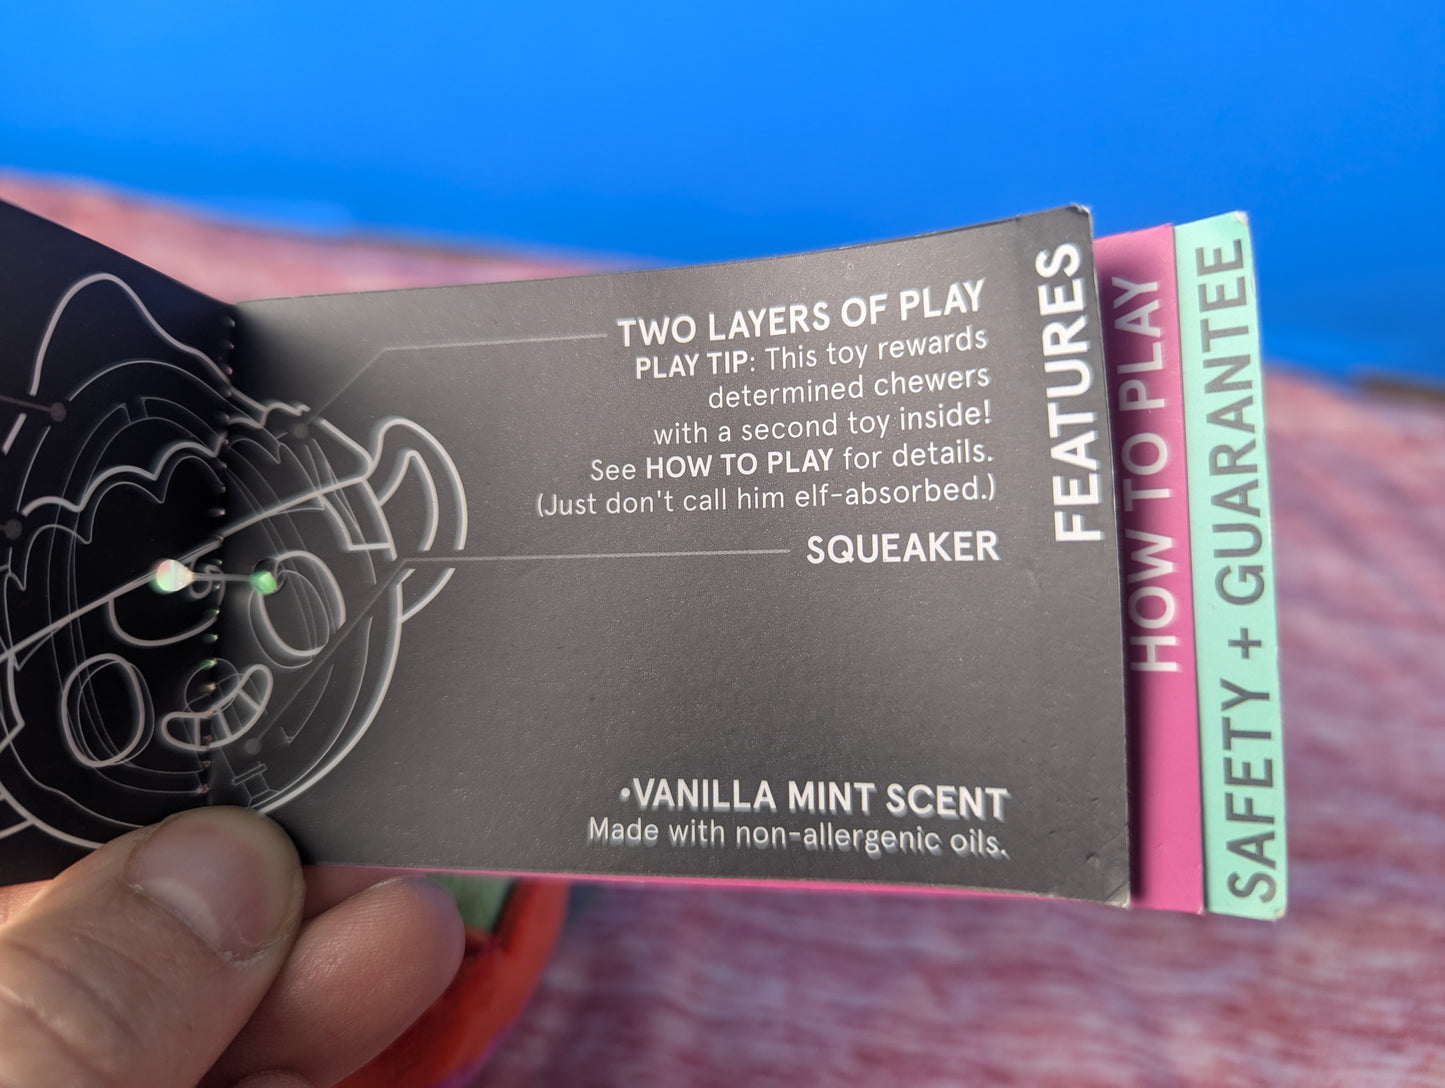 TWO LAYERS OF PLAY
PLAY TIP: This toy rewards
determined chewers
with a second toy inside!
See HOW TO PLAY for details.
(Just don't call him elf-absorbed.)
SQUEAKER
•VANILLA MINT SCENT
Made with non-allergenic oils.
FEATURES
HOW TO PLAY
SAFETY + GUARANTEE